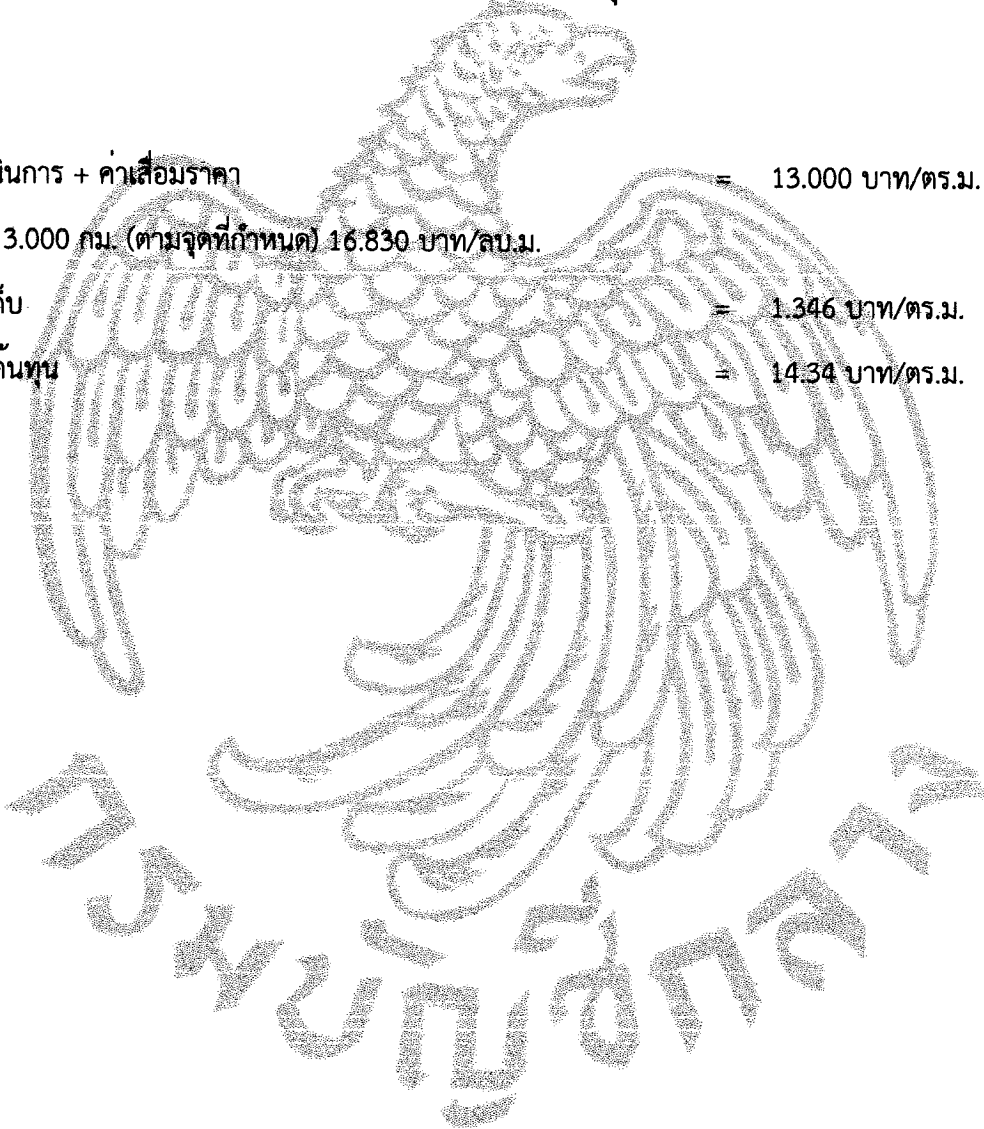 นการ + ค่าเสื่อมราคา = 13.000 บาท/ตร.ม.
3.000 กม. (ตามจุดที่กำหนด) 16.830 บาท/ลบ.ม.
= 1.346 บาท/ตร.ม.
ต้นทุน = 14.34 บาท/ตร.ม.
กรมบัญชีกลาง